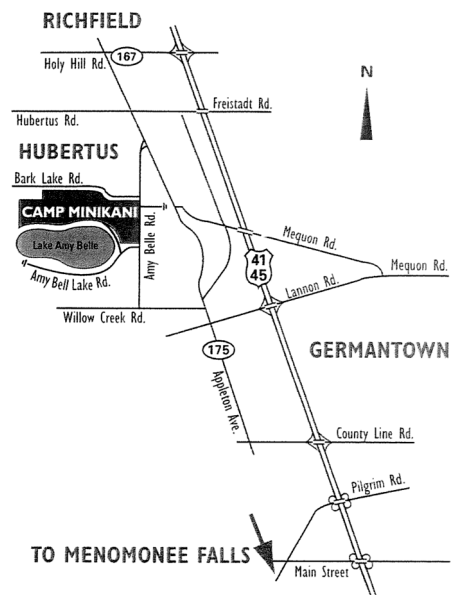 RICHFIELD
167
Holy Hill Rd.
Freistadt Rd.
Hubertus Rd.
N
HUBERTUS
Bark Lake Rd.
CAMP MINIKANI
Lake Amy Belle
Amy Belle Rd.
Amy Bell Lake Rd.
Mequon Rd.
Mequon Rd.
41
45
Lannon Rd.
Willow Creek Rd.
175
GERMANTOWN
Appleton Ave.
County Line Rd.
Pilgrim Rd.
TO MENOMONEE FALLS
Main Street